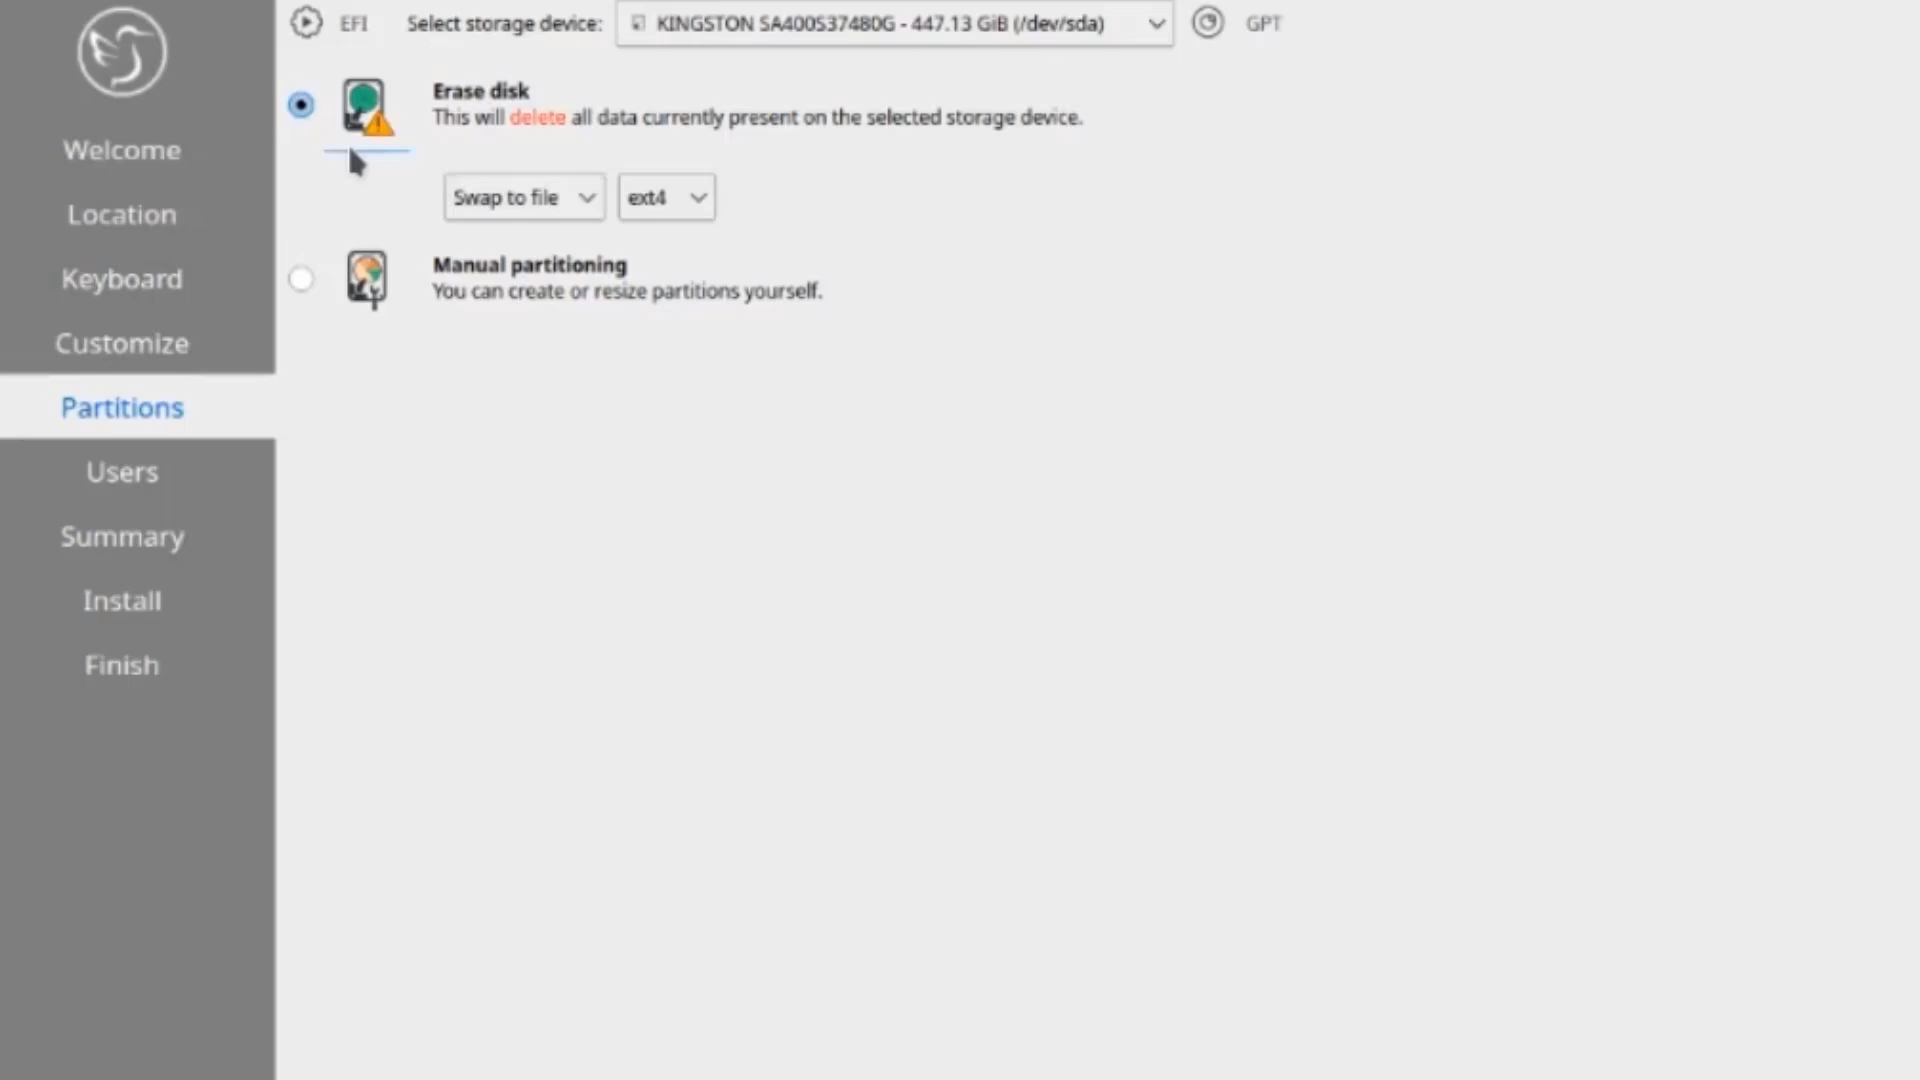 EFI Select storage device: KINGSTON SA400S37480G - 447.13 GiB (/dev/sda) GPT
Erase disk
This will delete all data currently present on the selected storage device.
Swap to file ext4
Manual partitioning
You can create or resize partitions yourself.
Welcome
Location
Keyboard
Customize
Partitions
Users
Summary
Install
Finish